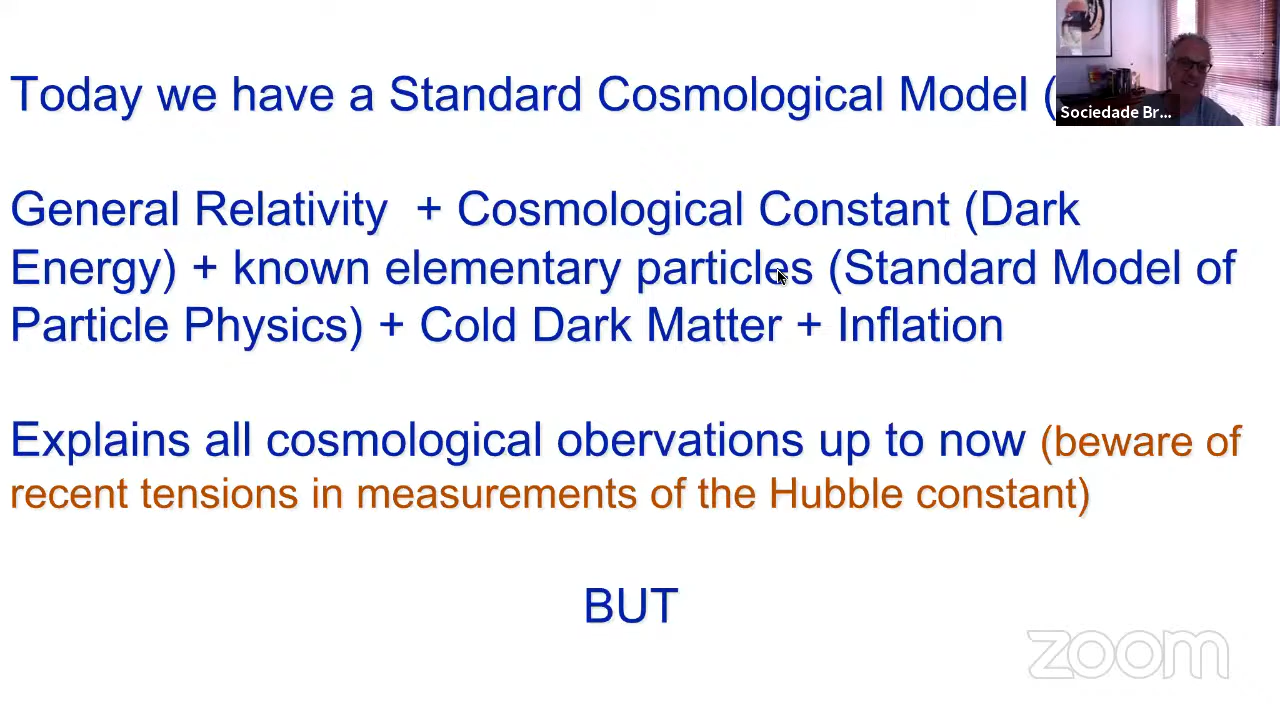 Today we have a Standard Cosmological Model (
Sociedade Br...
General Relativity + Cosmological Constant (Dark
Energy) + known elementary particles (Standard Model of
Particle Physics) + Cold Dark Matter + Inflation
Explains all cosmological obervations up to now (beware of
recent tensions in measurements of the Hubble constant)
BUT
zoom